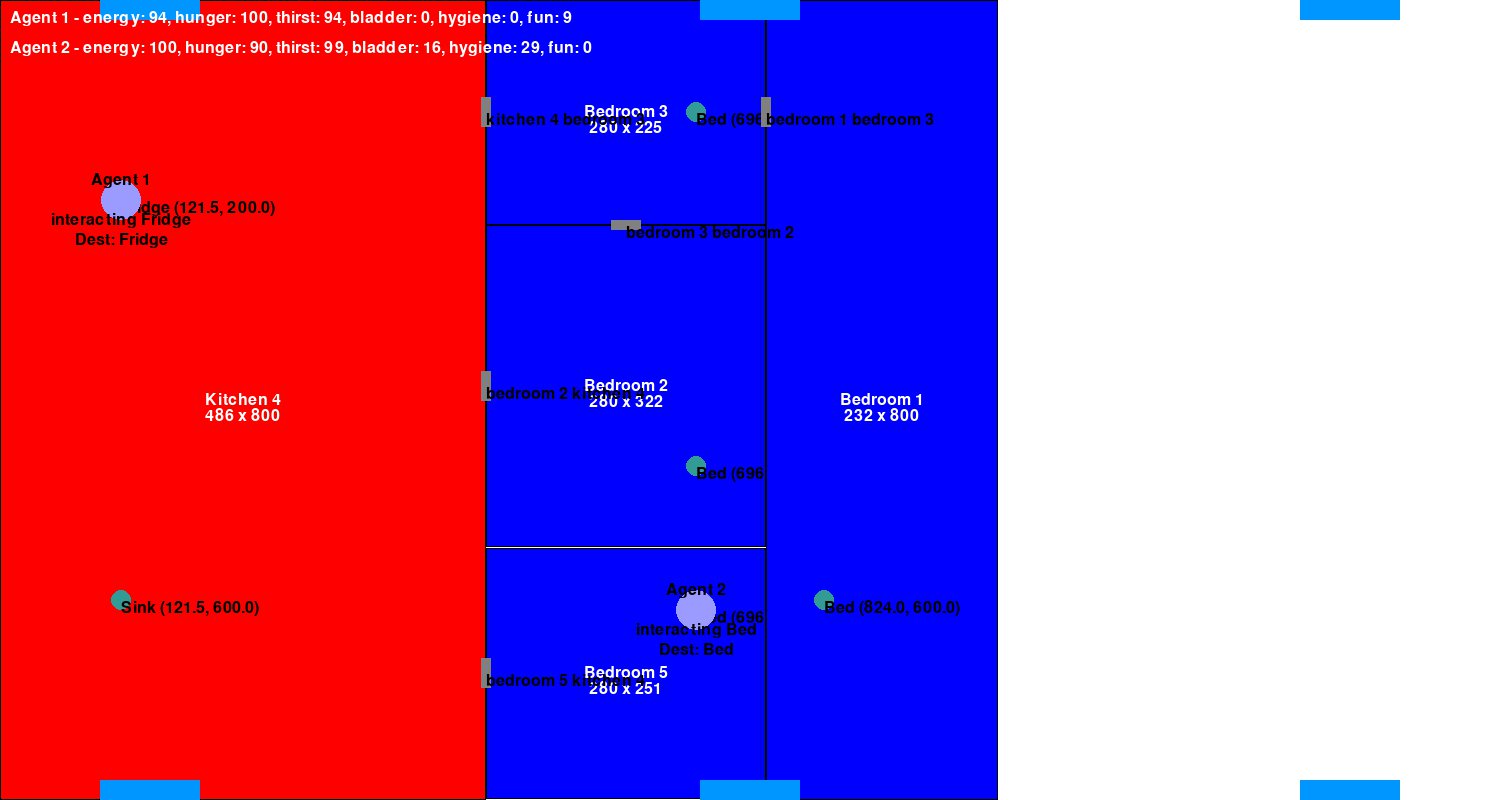 Agent 1 - energy: 94, hunger: 100, thirst: 94, bladder: 0, hygiene: 0, fun: 9
Agent 2 - energy: 100, hunger: 90, thirst: 99, bladder: 16, hygiene: 29, fun: 0
Bedroom 3
280 x 225
kitchen 4 bedroom 3
Bed (696
bedroom 1 bedroom 3
Agent 1
dge (121.5, 200.0)
interacting Fridge
Dest: Fridge
bedroom 3 bedroom 2
Bedroom 2
280 x 322
bedroom 2 kitchen 4
Kitchen 4
486 x 800
Bedroom 1
232 x 800
Bed (696
Agent 2
Sink (121.5, 600.0)
d (696
Bed (824.0, 600.0)
interacting Bed
Dest: Bed
Bedroom 5
280 x 251
bedroom 5 kitchen 4